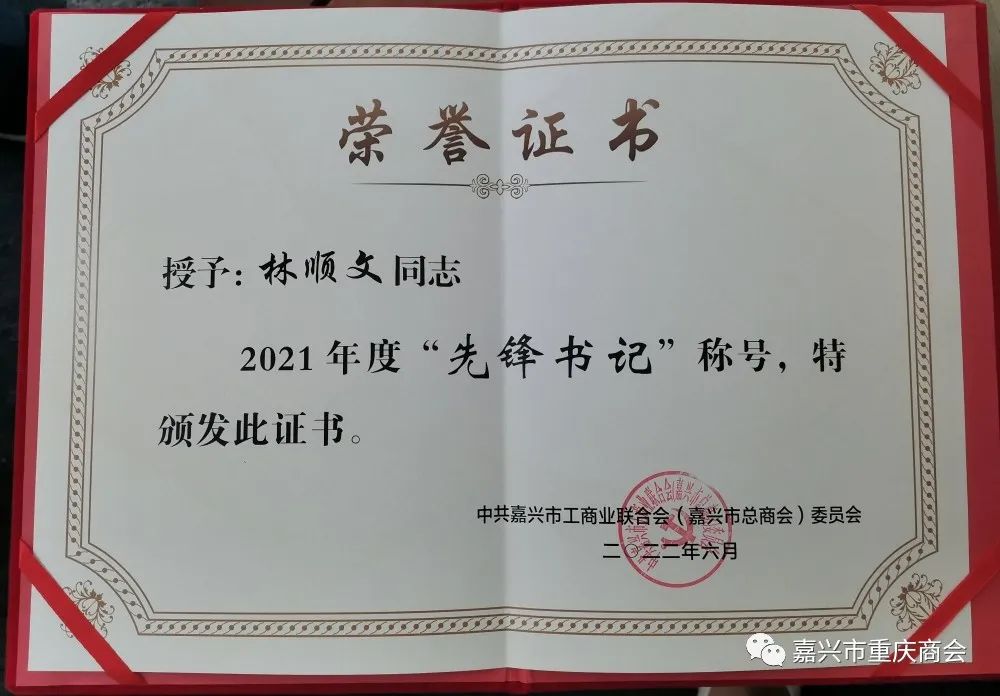 荣誉证书
授予：林顺文同志
2021年度“先锋书记”称号，特
颁发此证书。
中共嘉兴市工商业联合会（嘉兴市总商会）委员会
二〇二二年六月
嘉兴市重庆商会